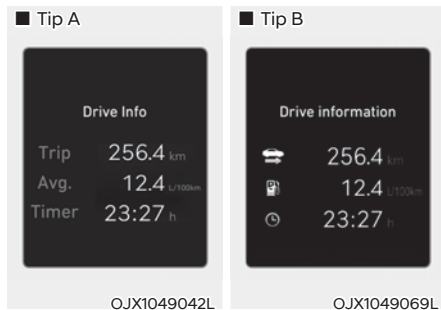 ■ Tip A
Drive Info
Trip 256.4 km
Avg. 12.4 L/100km
Timer 23:27 h
OJX1049042L
■ Tip B
Drive information
256.4 km
12.4 L/100km
23:27 h
OJX1049069L